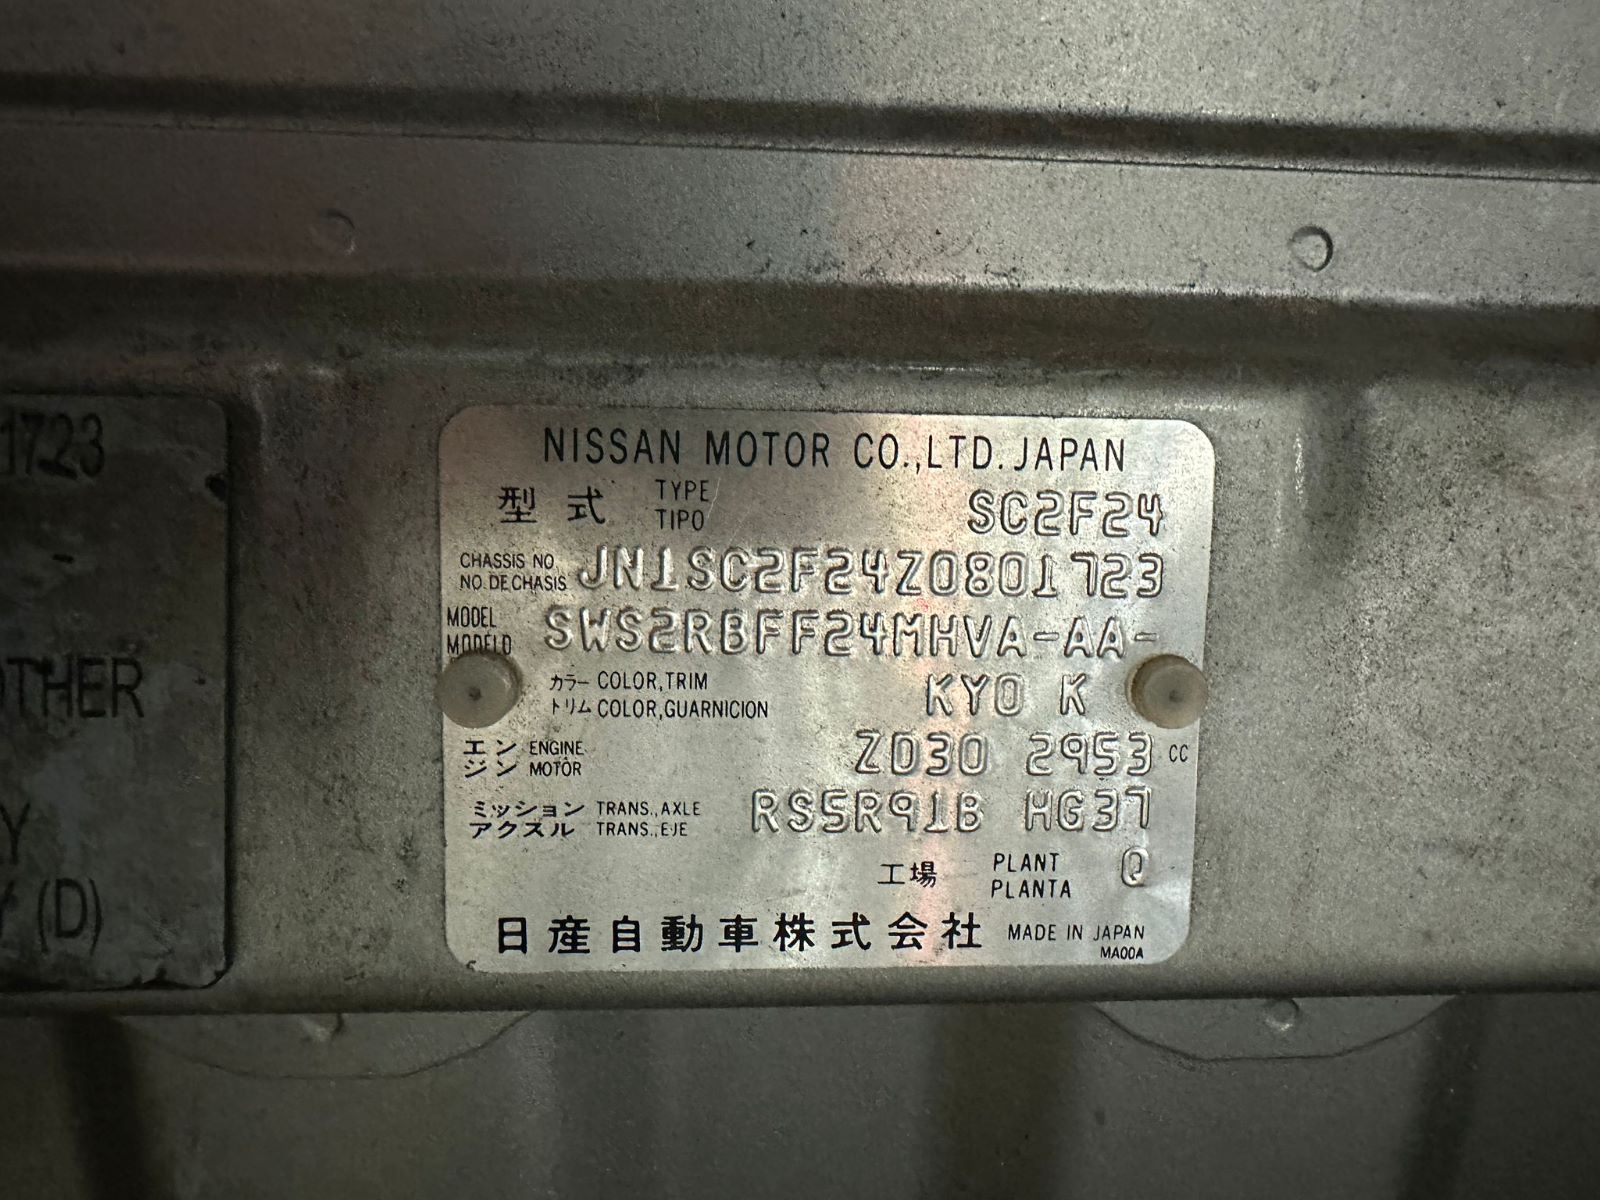 1723
-
OTHER
Y
Y (D)
NISSAN MOTOR CO.,LTD. JAPAN
型 式 TYPE TIPO SC2F24
CHASSIS NO. NO. DE CHASIS JN1SC2F24Z0801723
MODEL MODELO SWS2RBFF24MHVA-AA-
カラー COLOR,TRIM KY0 K
トリム COLOR,GUARNICION
エン ENGINE ZD30 2953 CC
ジン MOTOR
ミッション TRANS.,AXLE RS5R91B HG37
アクスル TRANS.,EJE
工場 PLANT PLANTA Q
日産自動車株式会社 MADE IN JAPAN
MA00A